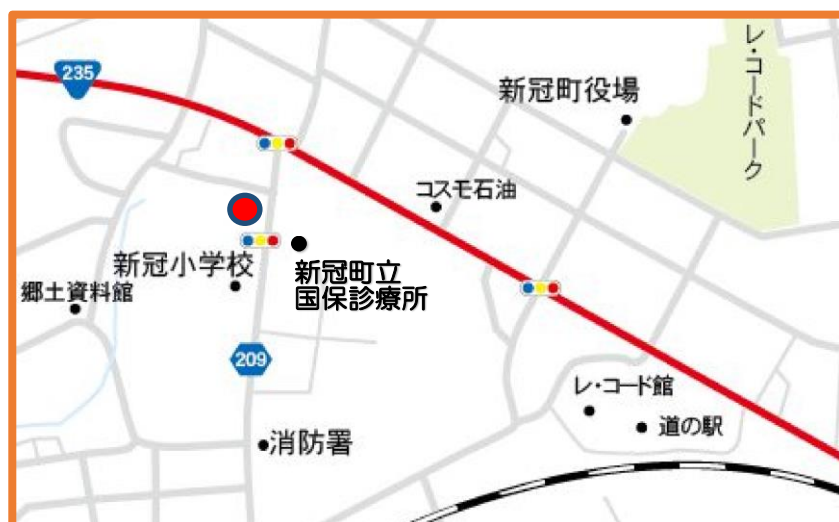 235
新冠町役場
レ・コードパーク
コスモ石油
新冠小学校
新冠町立
国保診療所
郷土資料館
209
レ・コード館
道の駅
消防署